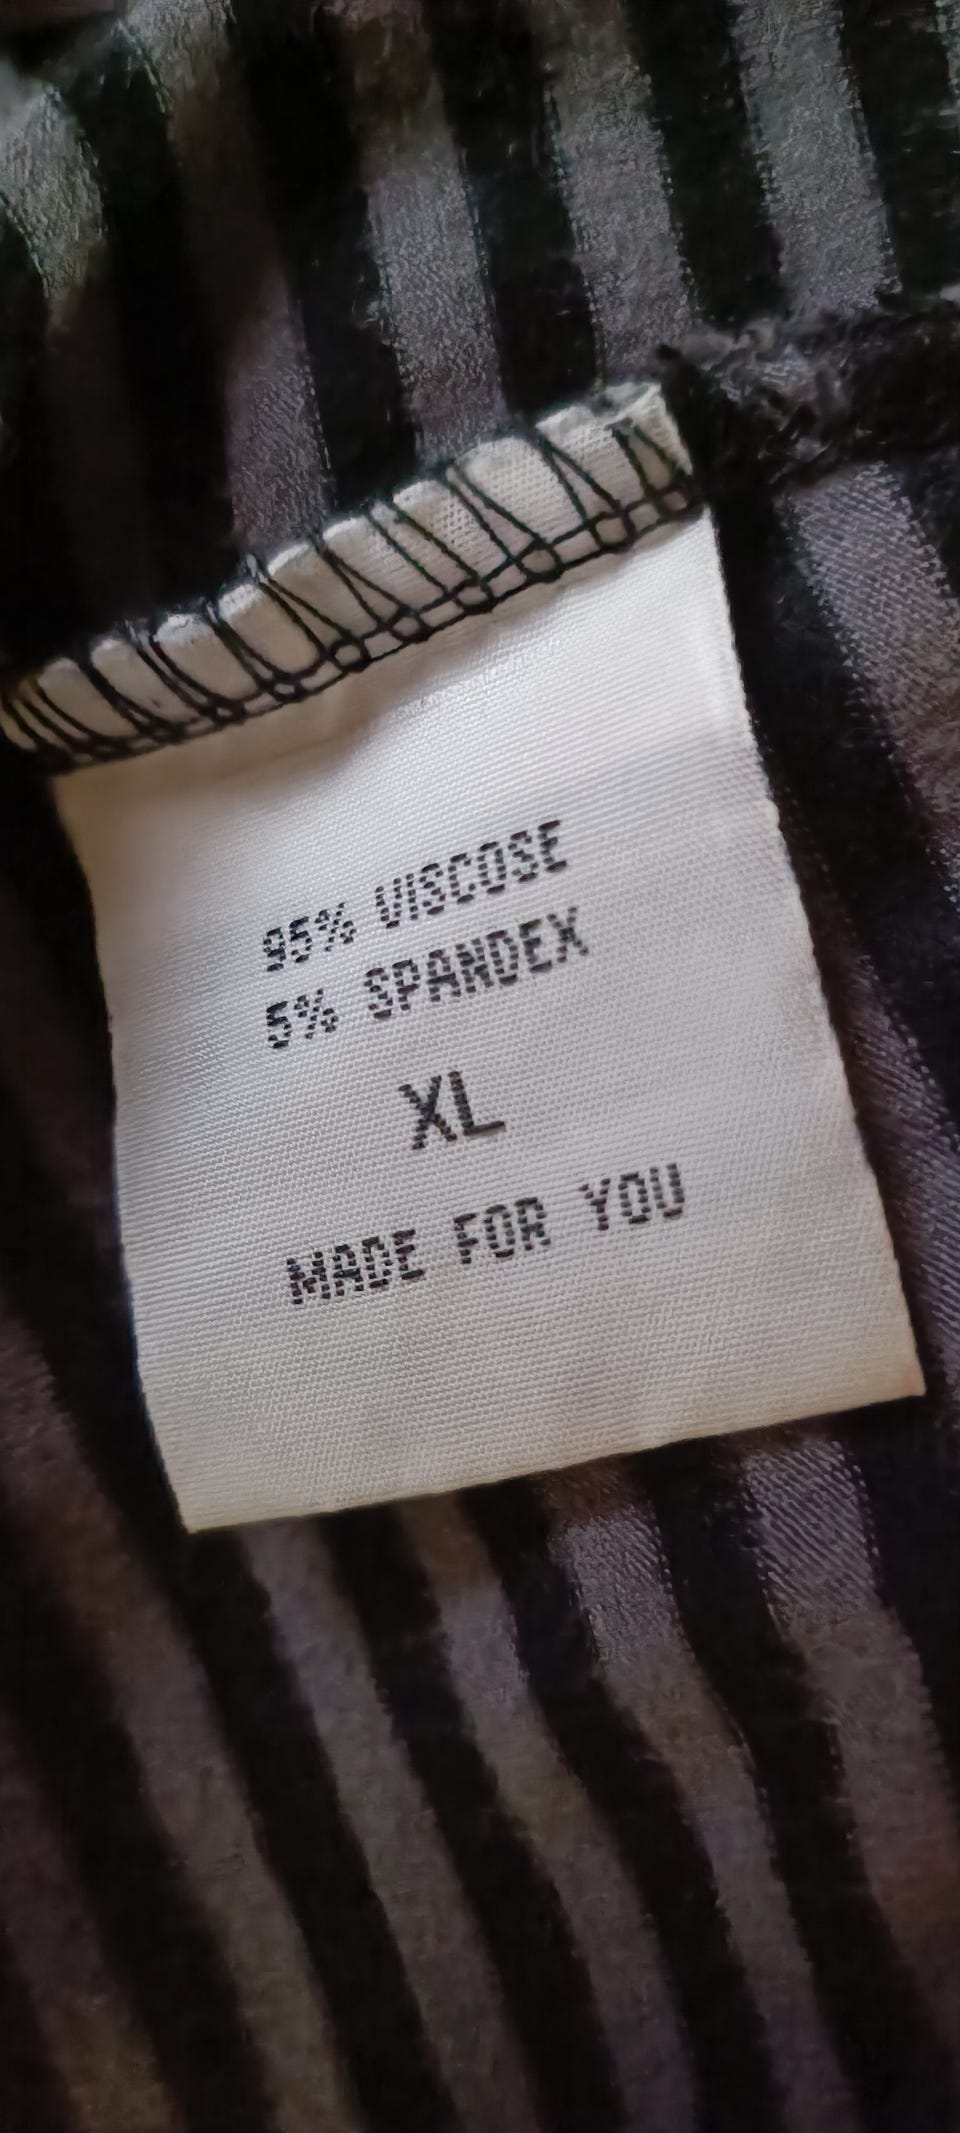 95% VISCOSE
5% SPANDEX
XL
MADE FOR YOU